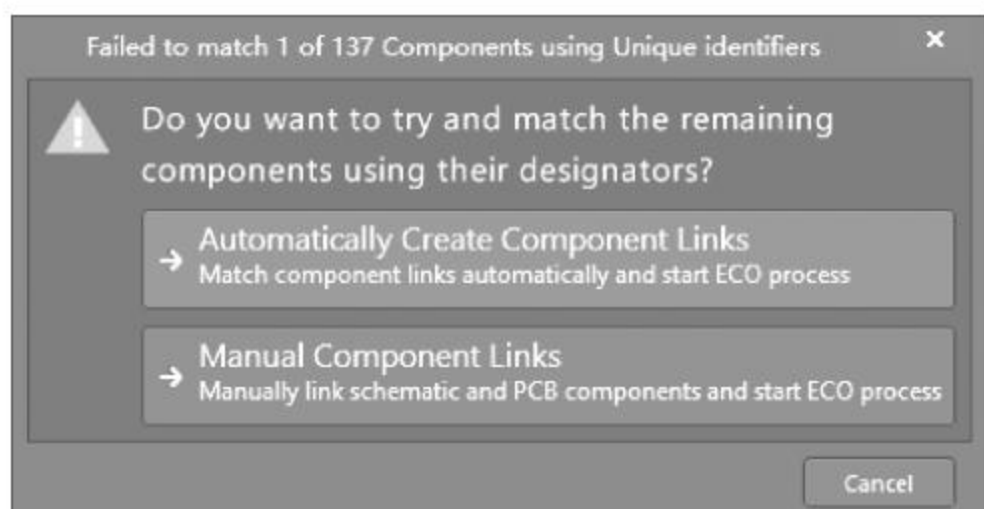 Failed to match 1 of 137 Components using Unique identifiers
Do you want to try and match the remaining
components using their designators?
Automatically Create Component Links
Match component links automatically and start ECO process
Manual Component Links
Manually link schematic and PCB components and start ECO process
Cancel